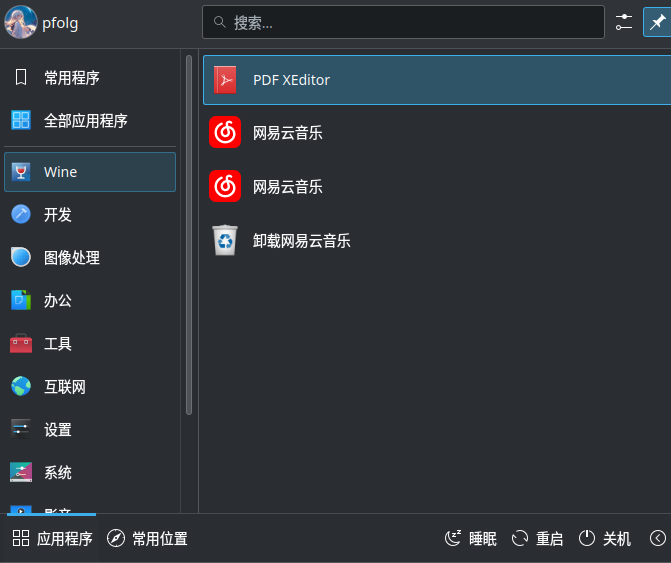 pfolg
搜索...
常用程序
全部应用程序
Wine
开发
图像处理
办公
工具
互联网
设置
系统
影音
PDF XEditor
网易云音乐
网易云音乐
卸载网易云音乐
应用程序
常用位置
睡眠
重启
关机